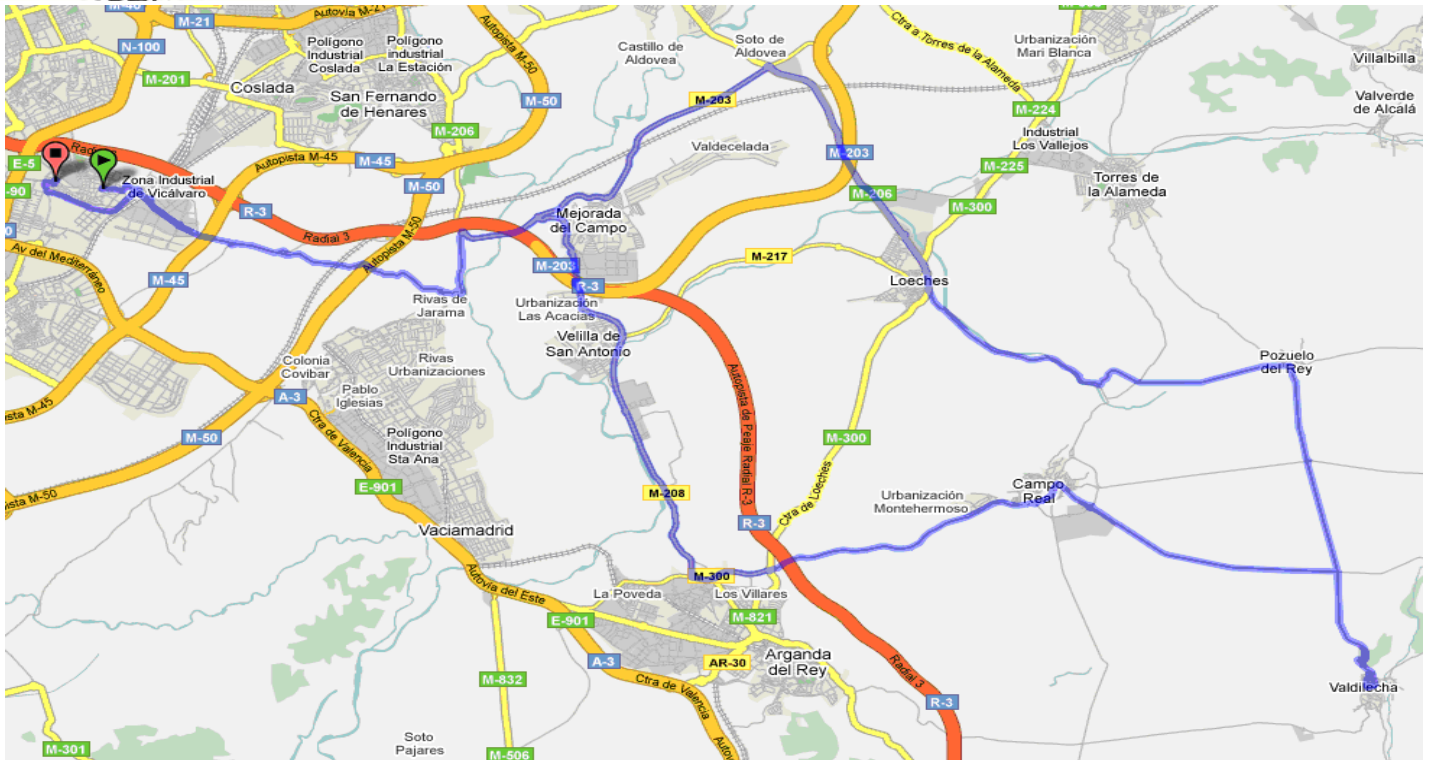 M-40
M-21
Autovía M-21
N-100
Polígono
Industrial
Coslada
Polígono
industrial
La Estación
Autopista M-50
Castillo de
Aldovea
Soto de
Aldovea
Ctra a Torres de la Alameda
Urbanización
Mari Blanca
Villalbilla
M-201
Coslada
San Fernando
de Henares
M-50
M-203
M-224
Valverde
de Alcalá
M-206
Industrial
Los Vallejos
E-5
Autopista M-45
M-45
Valdecelada
M-203
M-225
Torres de
la Alameda
-90
Zona Industrial
de Vicálvaro
M-50
M-206
R-3
Mejorada
del Campo
M-300
Radial 3
Autopista M-50
Av del Mediterráneo
M-203
M-217
M-45
R-3
Loeches
Rivas de
Jarama
Urbanización
Las Acacias
Velilla de
San Antonio
Colonia
Covibar
Rivas
Urbanizaciones
Pozuelo
del Rey
A-3
Pablo
Iglesias
Autopista de Peaje Radial R-3
M-45
M-50
Ctra de Valencia
Polígono
Industrial
Sta Ana
M-300
E-901
M-208
Ctra de Loeches
Urbanización
Montehermoso
Campo
Real
Autopista M-50
Vaciamadrid
R-3
Autovía del Este
M-300
La Poveda
Los Villares
E-901
M-821
Arganda
del Rey
A-3
AR-30
Radial 3
M-832
Ctra de Valencia
R-3
Valdilecha
Soto
Pajares
M-301
M-506